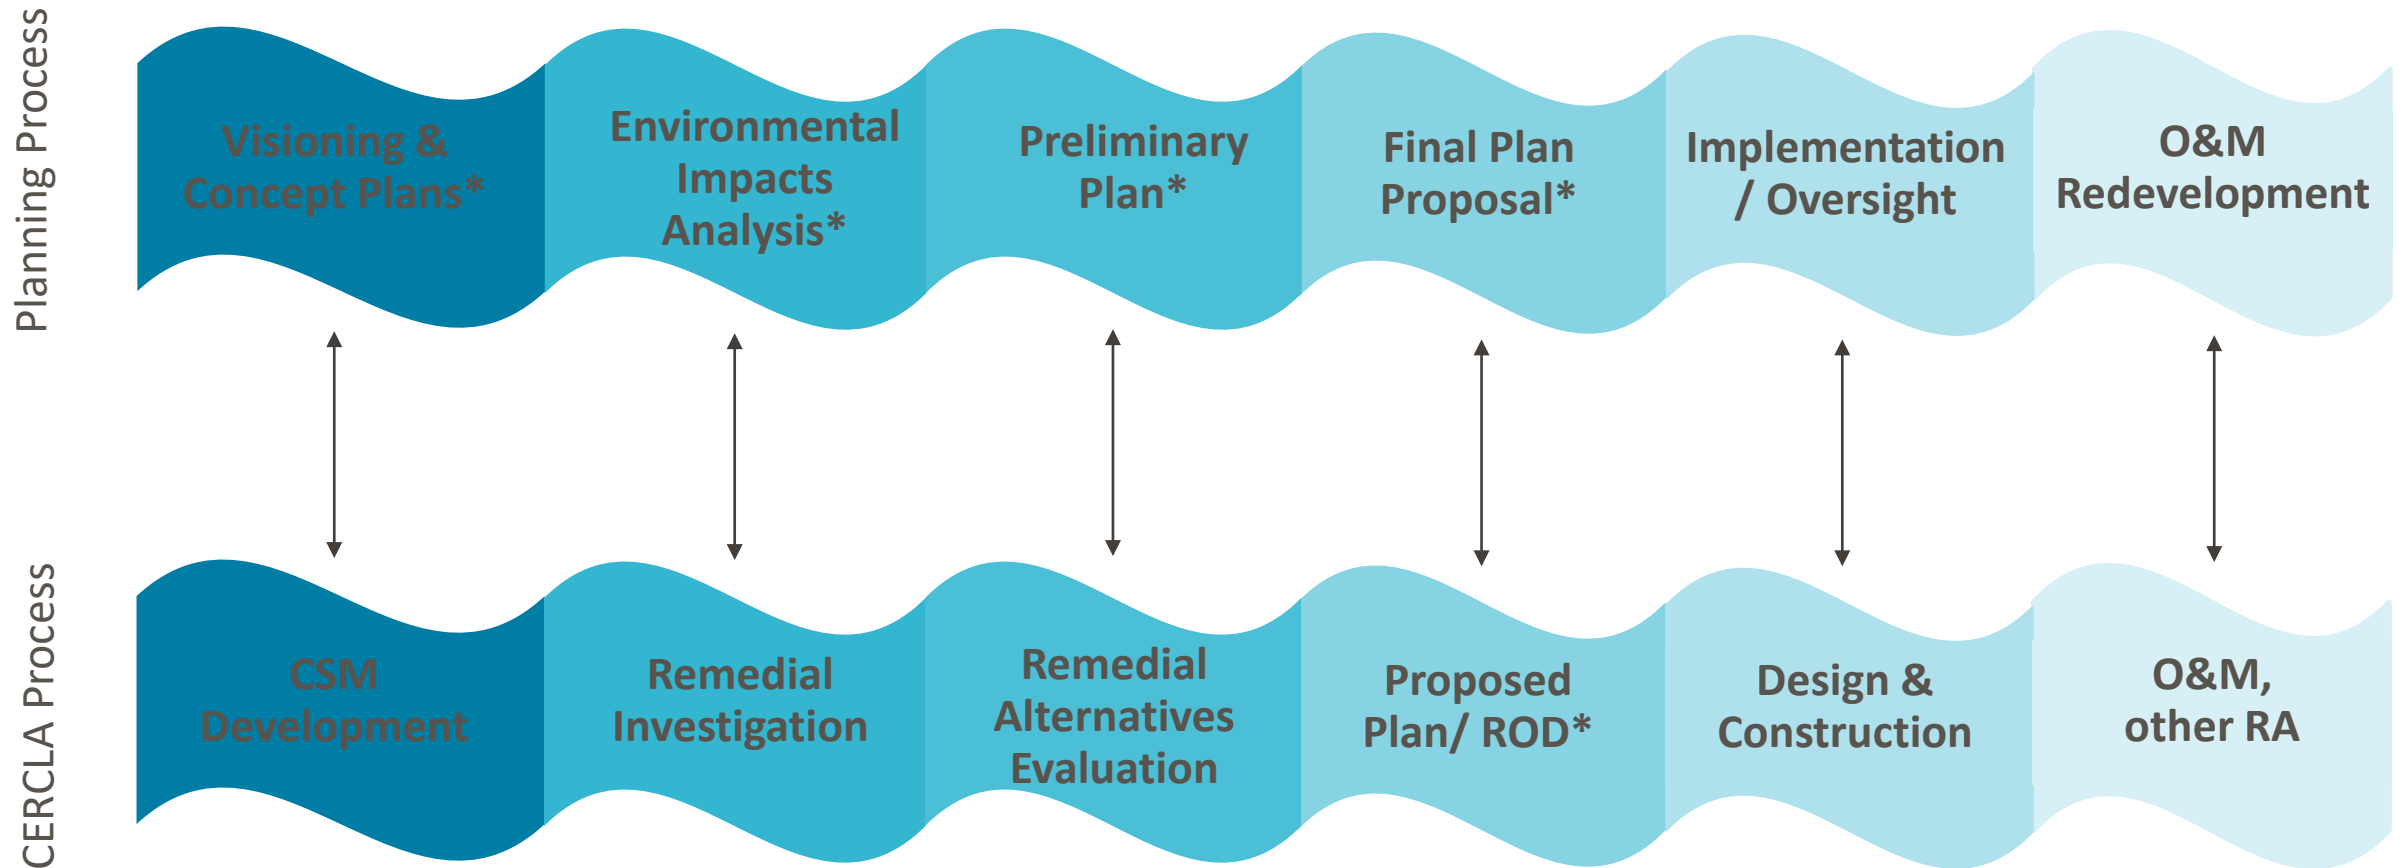 Planning Process
Visioning &
Concept Plans*
Environmental
Impacts
Analysis*
Preliminary
Plan*
Final Plan
Proposal*
Implementation
/ Oversight
O&M
Redevelopment
CERCLA Process
CSM
Development
Remedial
Investigation
Remedial
Alternatives
Evaluation
Proposed
Plan/ ROD*
Design &
Construction
O&M,
other RA